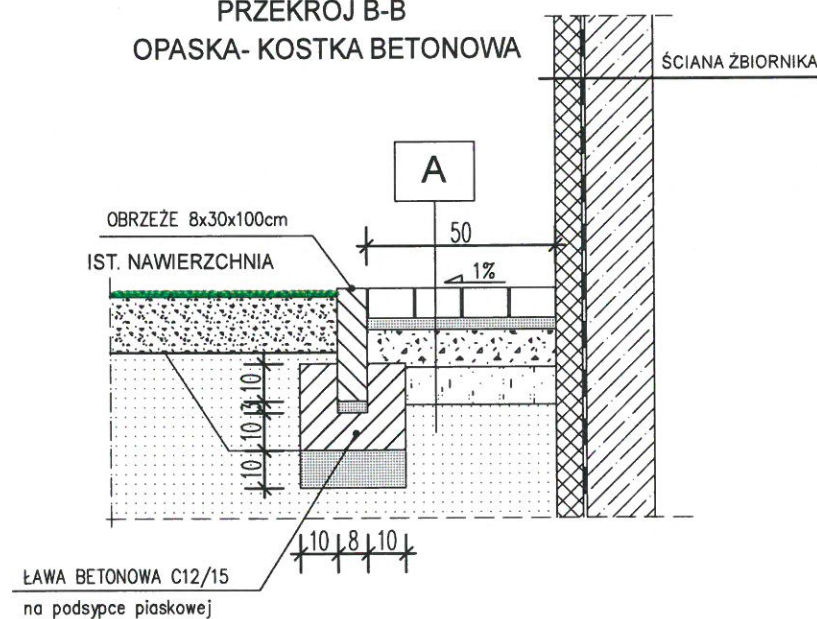 PRZEKRÓJ B-B
OPASKA- KOSTKA BETONOWA
ŚCIANA ŻBIORNIKA
A
OBRZEŻE 8x30x100cm
50
IST. NAWIERZCHNIA
1%
10
3
10
10
10 8 10
ŁAWA BETONOWA C12/15
na podsypce piaskowej